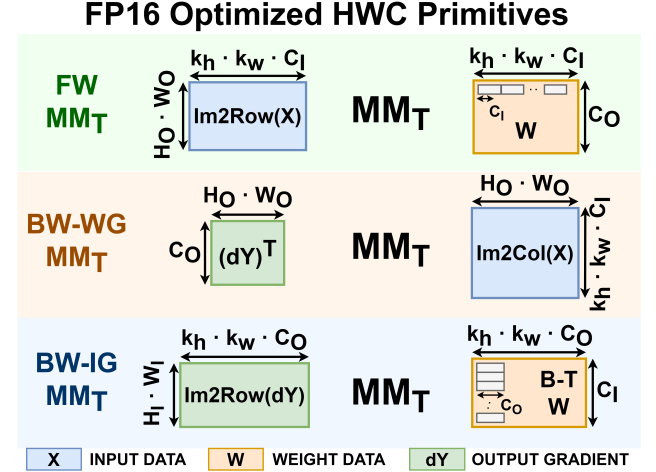 FP16 Optimized HWC Primitives
FW
MMT
kh · kw · CI
HO · WO
Im2Row(X)
MMT
kh · kw · CI
CI
··
W
CO
BW-WG
MMT
HO · WO
CO
(dY)T
MMT
HO · WO
Im2Col(X)
kh · kw · CI
BW-IG
MMT
kh · kw · CO
HI · WI
Im2Row(dY)
MMT
kh · kw · CO
CO
:
B-T
W
CI
X INPUT DATA W WEIGHT DATA dY OUTPUT GRADIENT